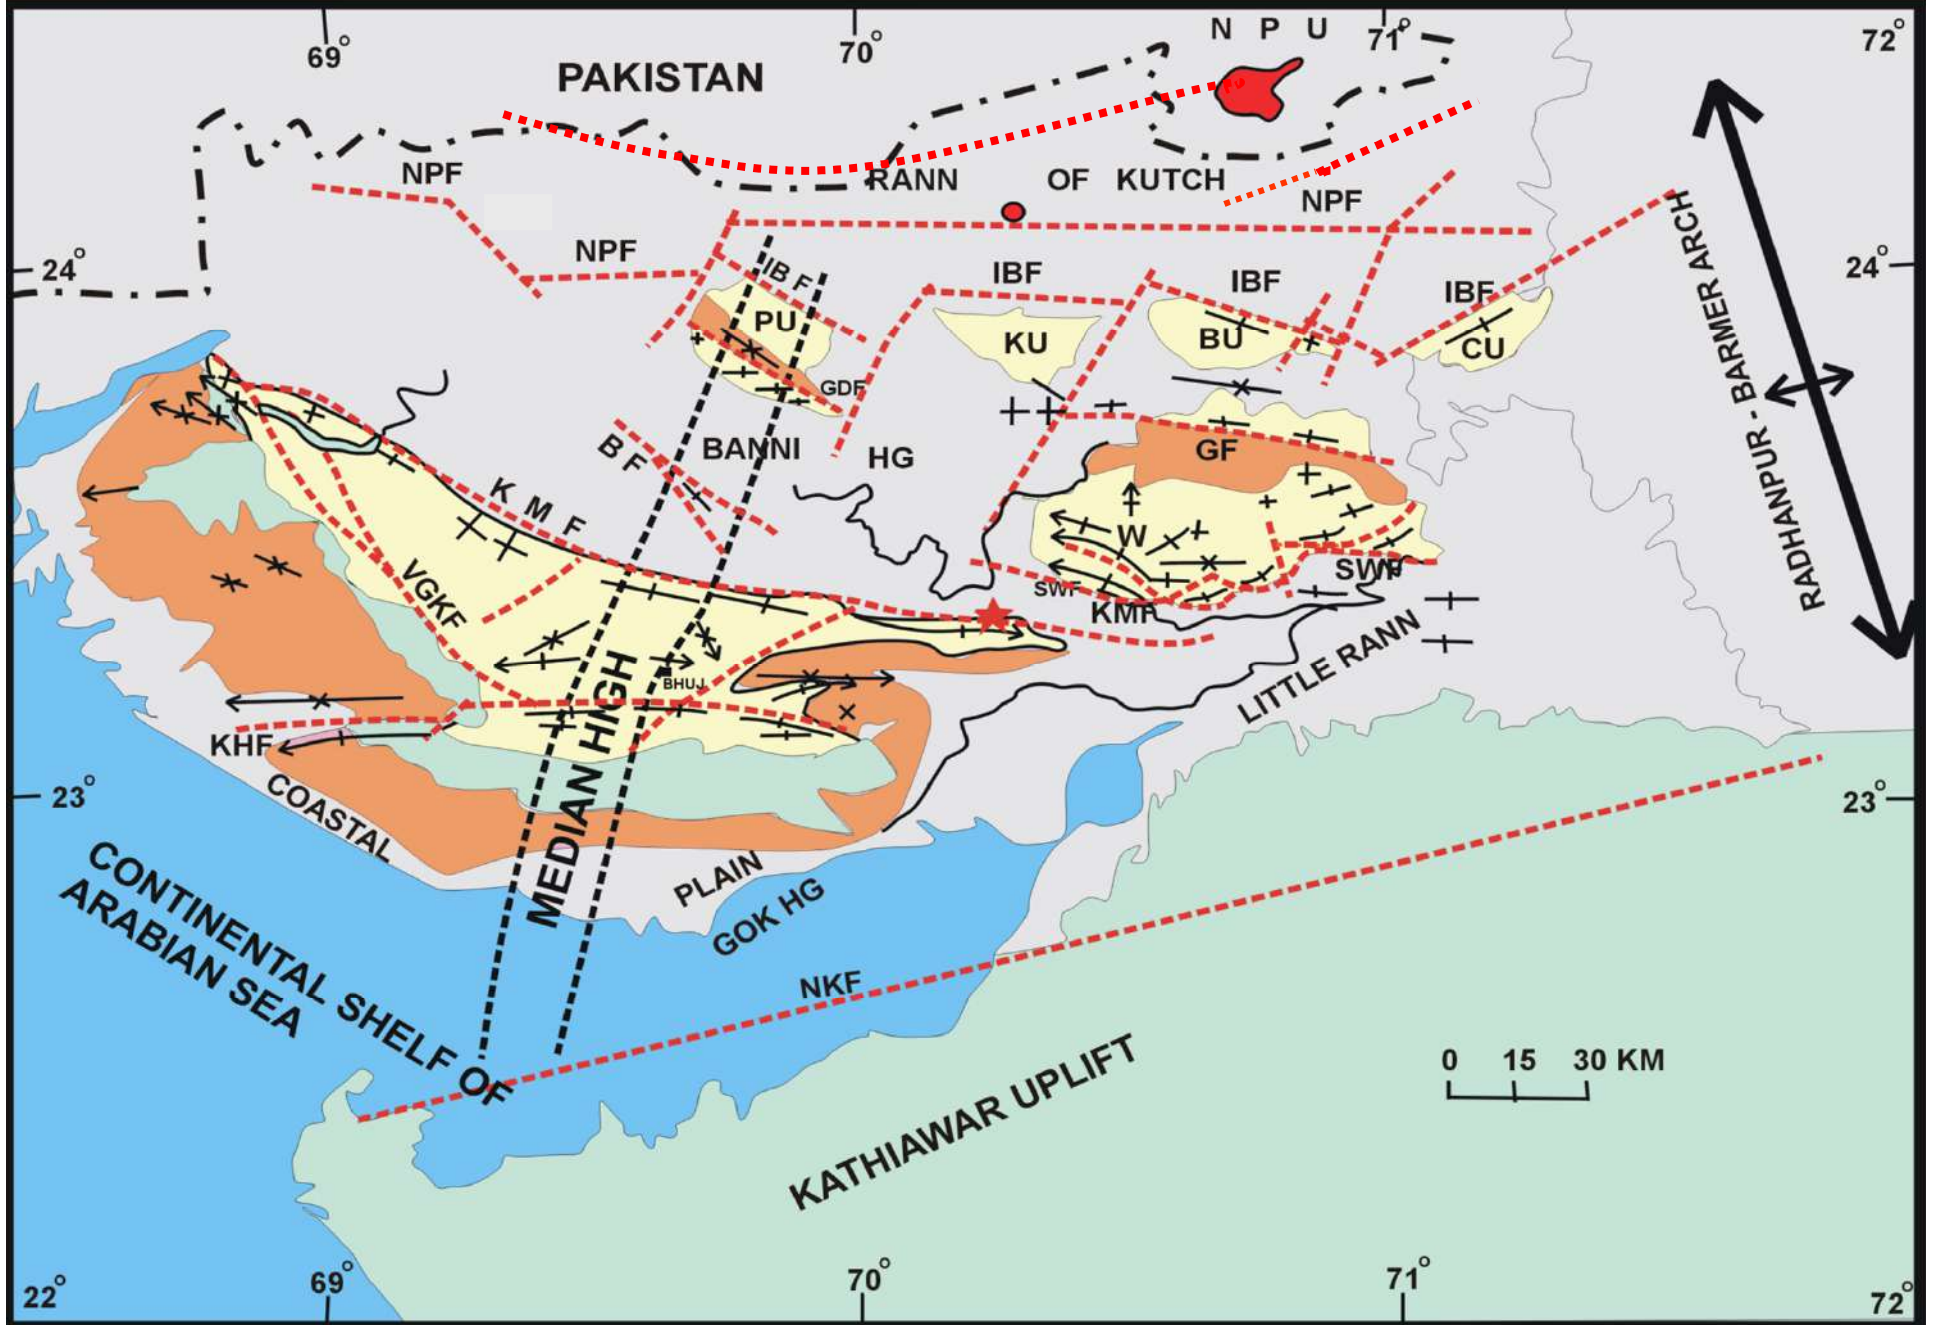 N P U
69°
70°
71°
72°
PAKISTAN
NPF
RANN OF KUTCH
NPF
NPF
24°
IBF
IBF
IBF
IBF
24°
PU
KU
BU
CU
GDF
RADHANPUR - BARMER ARCH
BF
BANNI
HG
GF
KMF
W
SWF
SWF
VGKF
KMF
LITTLE RANN
BHUJ
MEDIAN HIGH
KHF
23°
23°
COASTAL
PLAIN
GOK HG
CONTINENTAL SHELF OF
ARABIAN SEA
NKF
KATHIAWAR UPLIFT
0 15 30 KM
22°
69°
70°
71°
72°